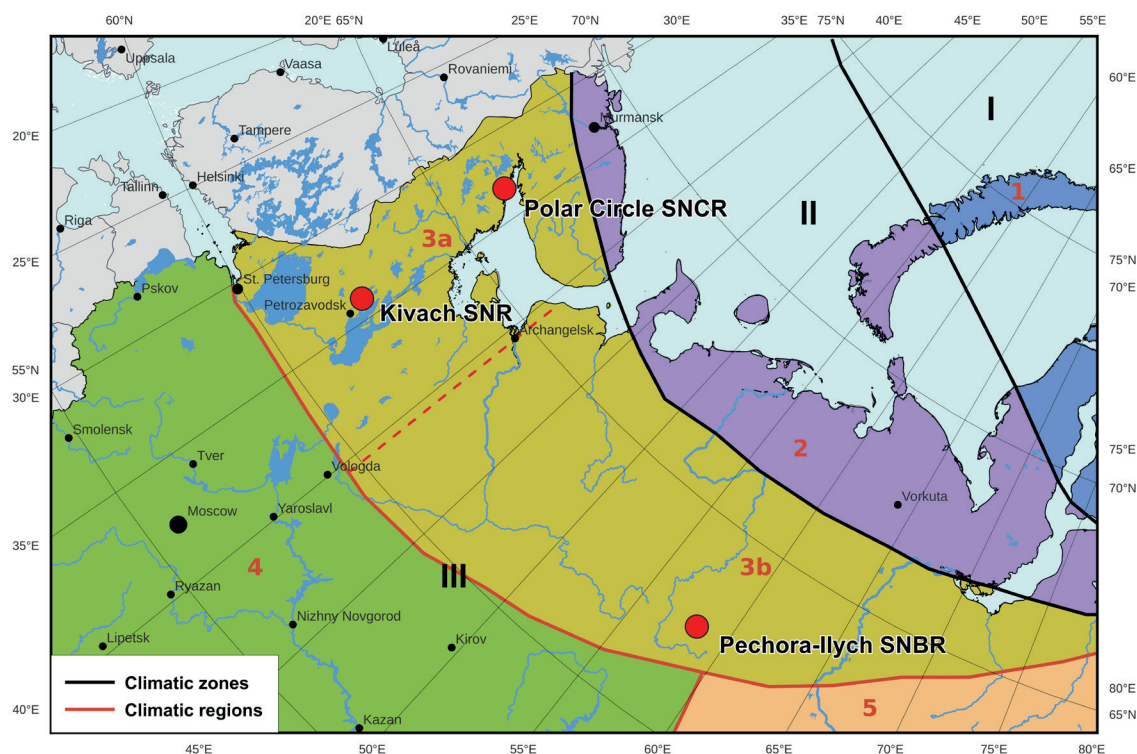 60°N
20°E 65°N
25°E
70°N
30°E
35°E
75°N
40°E
45°E
50°E
55°E
Uppsala
Vaasa
Luleå
Rovaniemi
60°E
I
Murmansk
20°E
Tampere
65°E
Tallinn
Helsinki
1
Polar Circle SNCR
II
Riga
3a
25°E
75°N
70°N
Pskov
St. Petersburg
Petrozavodsk
Kivach SNR
Archangelsk
55°N
30°E
Smolensk
2
75°E
Tver
Vologda
70°N
Vorkuta
Moscow
Yaroslavl
35°E
4
III
3b
Ryazan
Nizhny Novgorod
Lipetsk
Kirov
Pechora-Ilych SNBR
Climatic zones
Climatic regions
80°E
5
40°E
65°N
Kazan
45°E
50°E
55°E
60°E
65°E
70°E
75°E
80°E